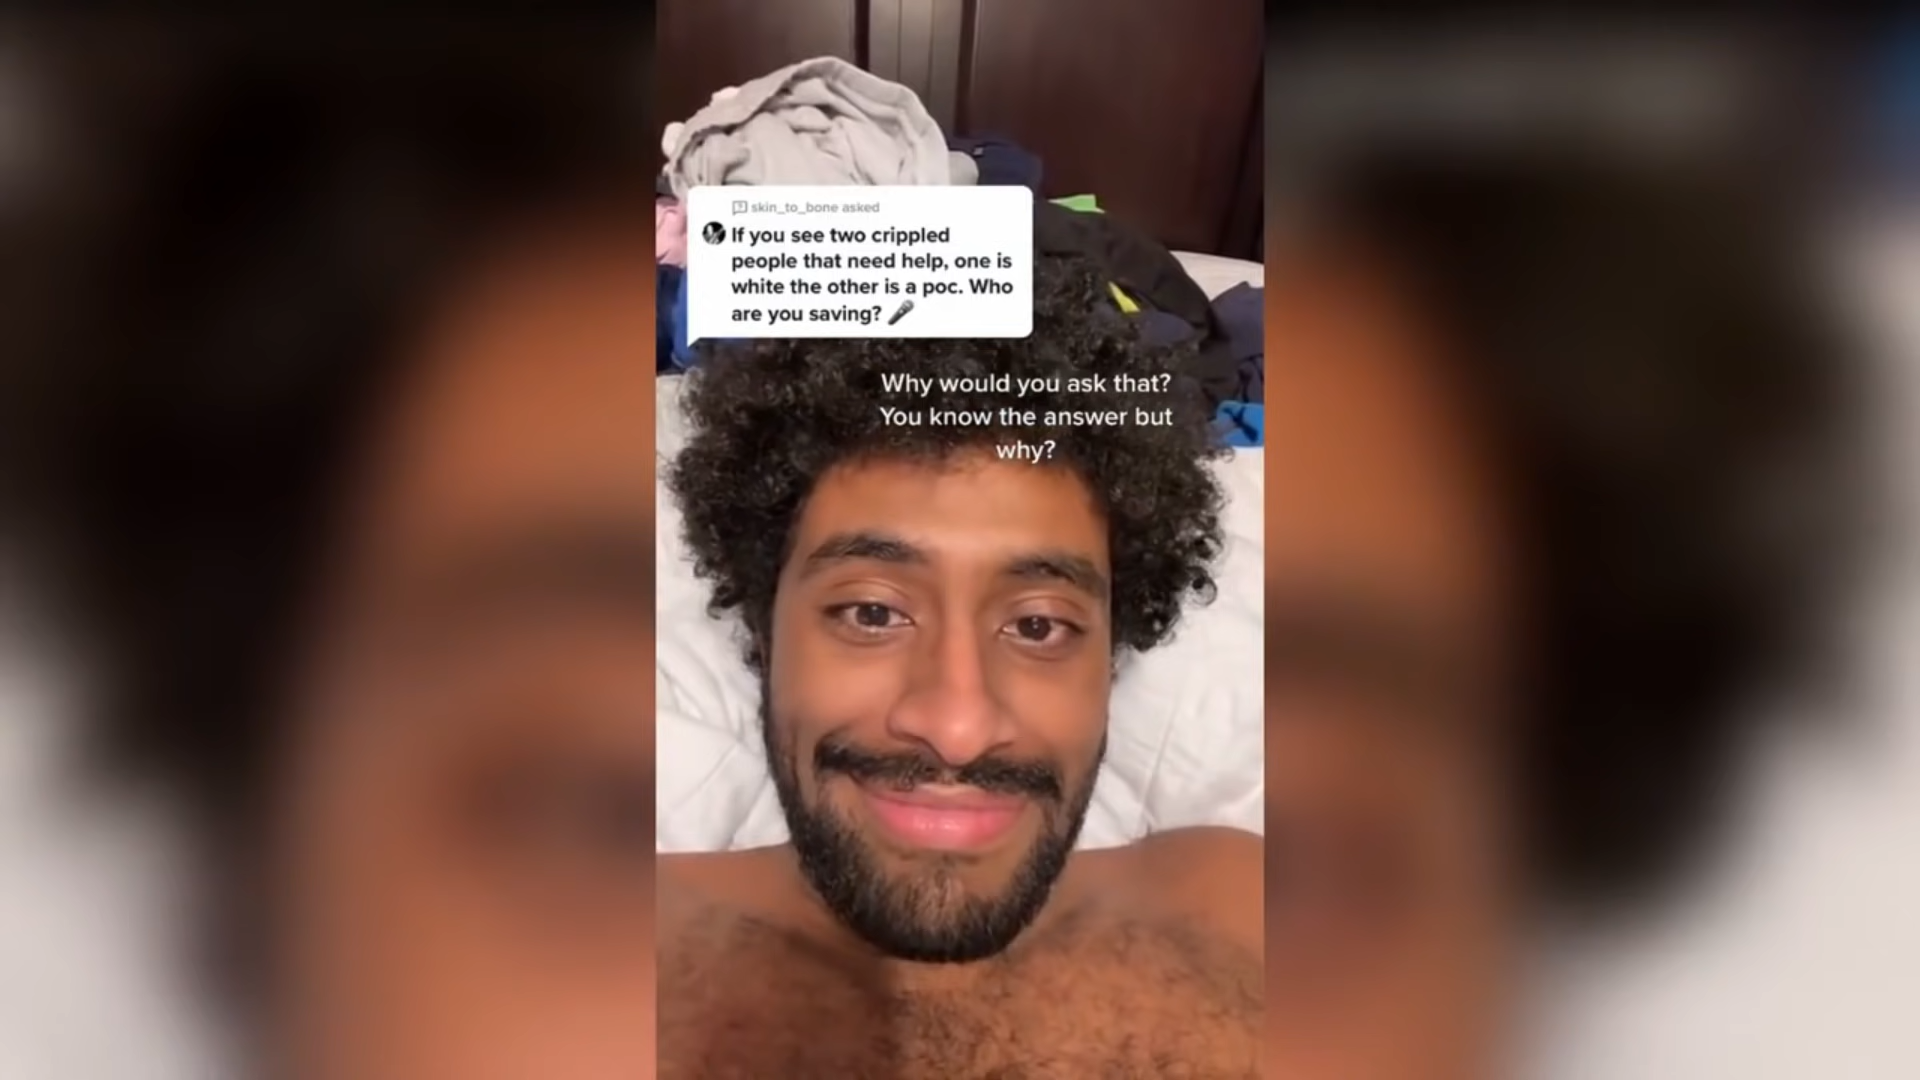 skin_to_bone asked
If you see two crippled
people that need help, one is
white the other is a poc. Who
are you saving? 🎤
Why would you ask that?
You know the answer but
why?